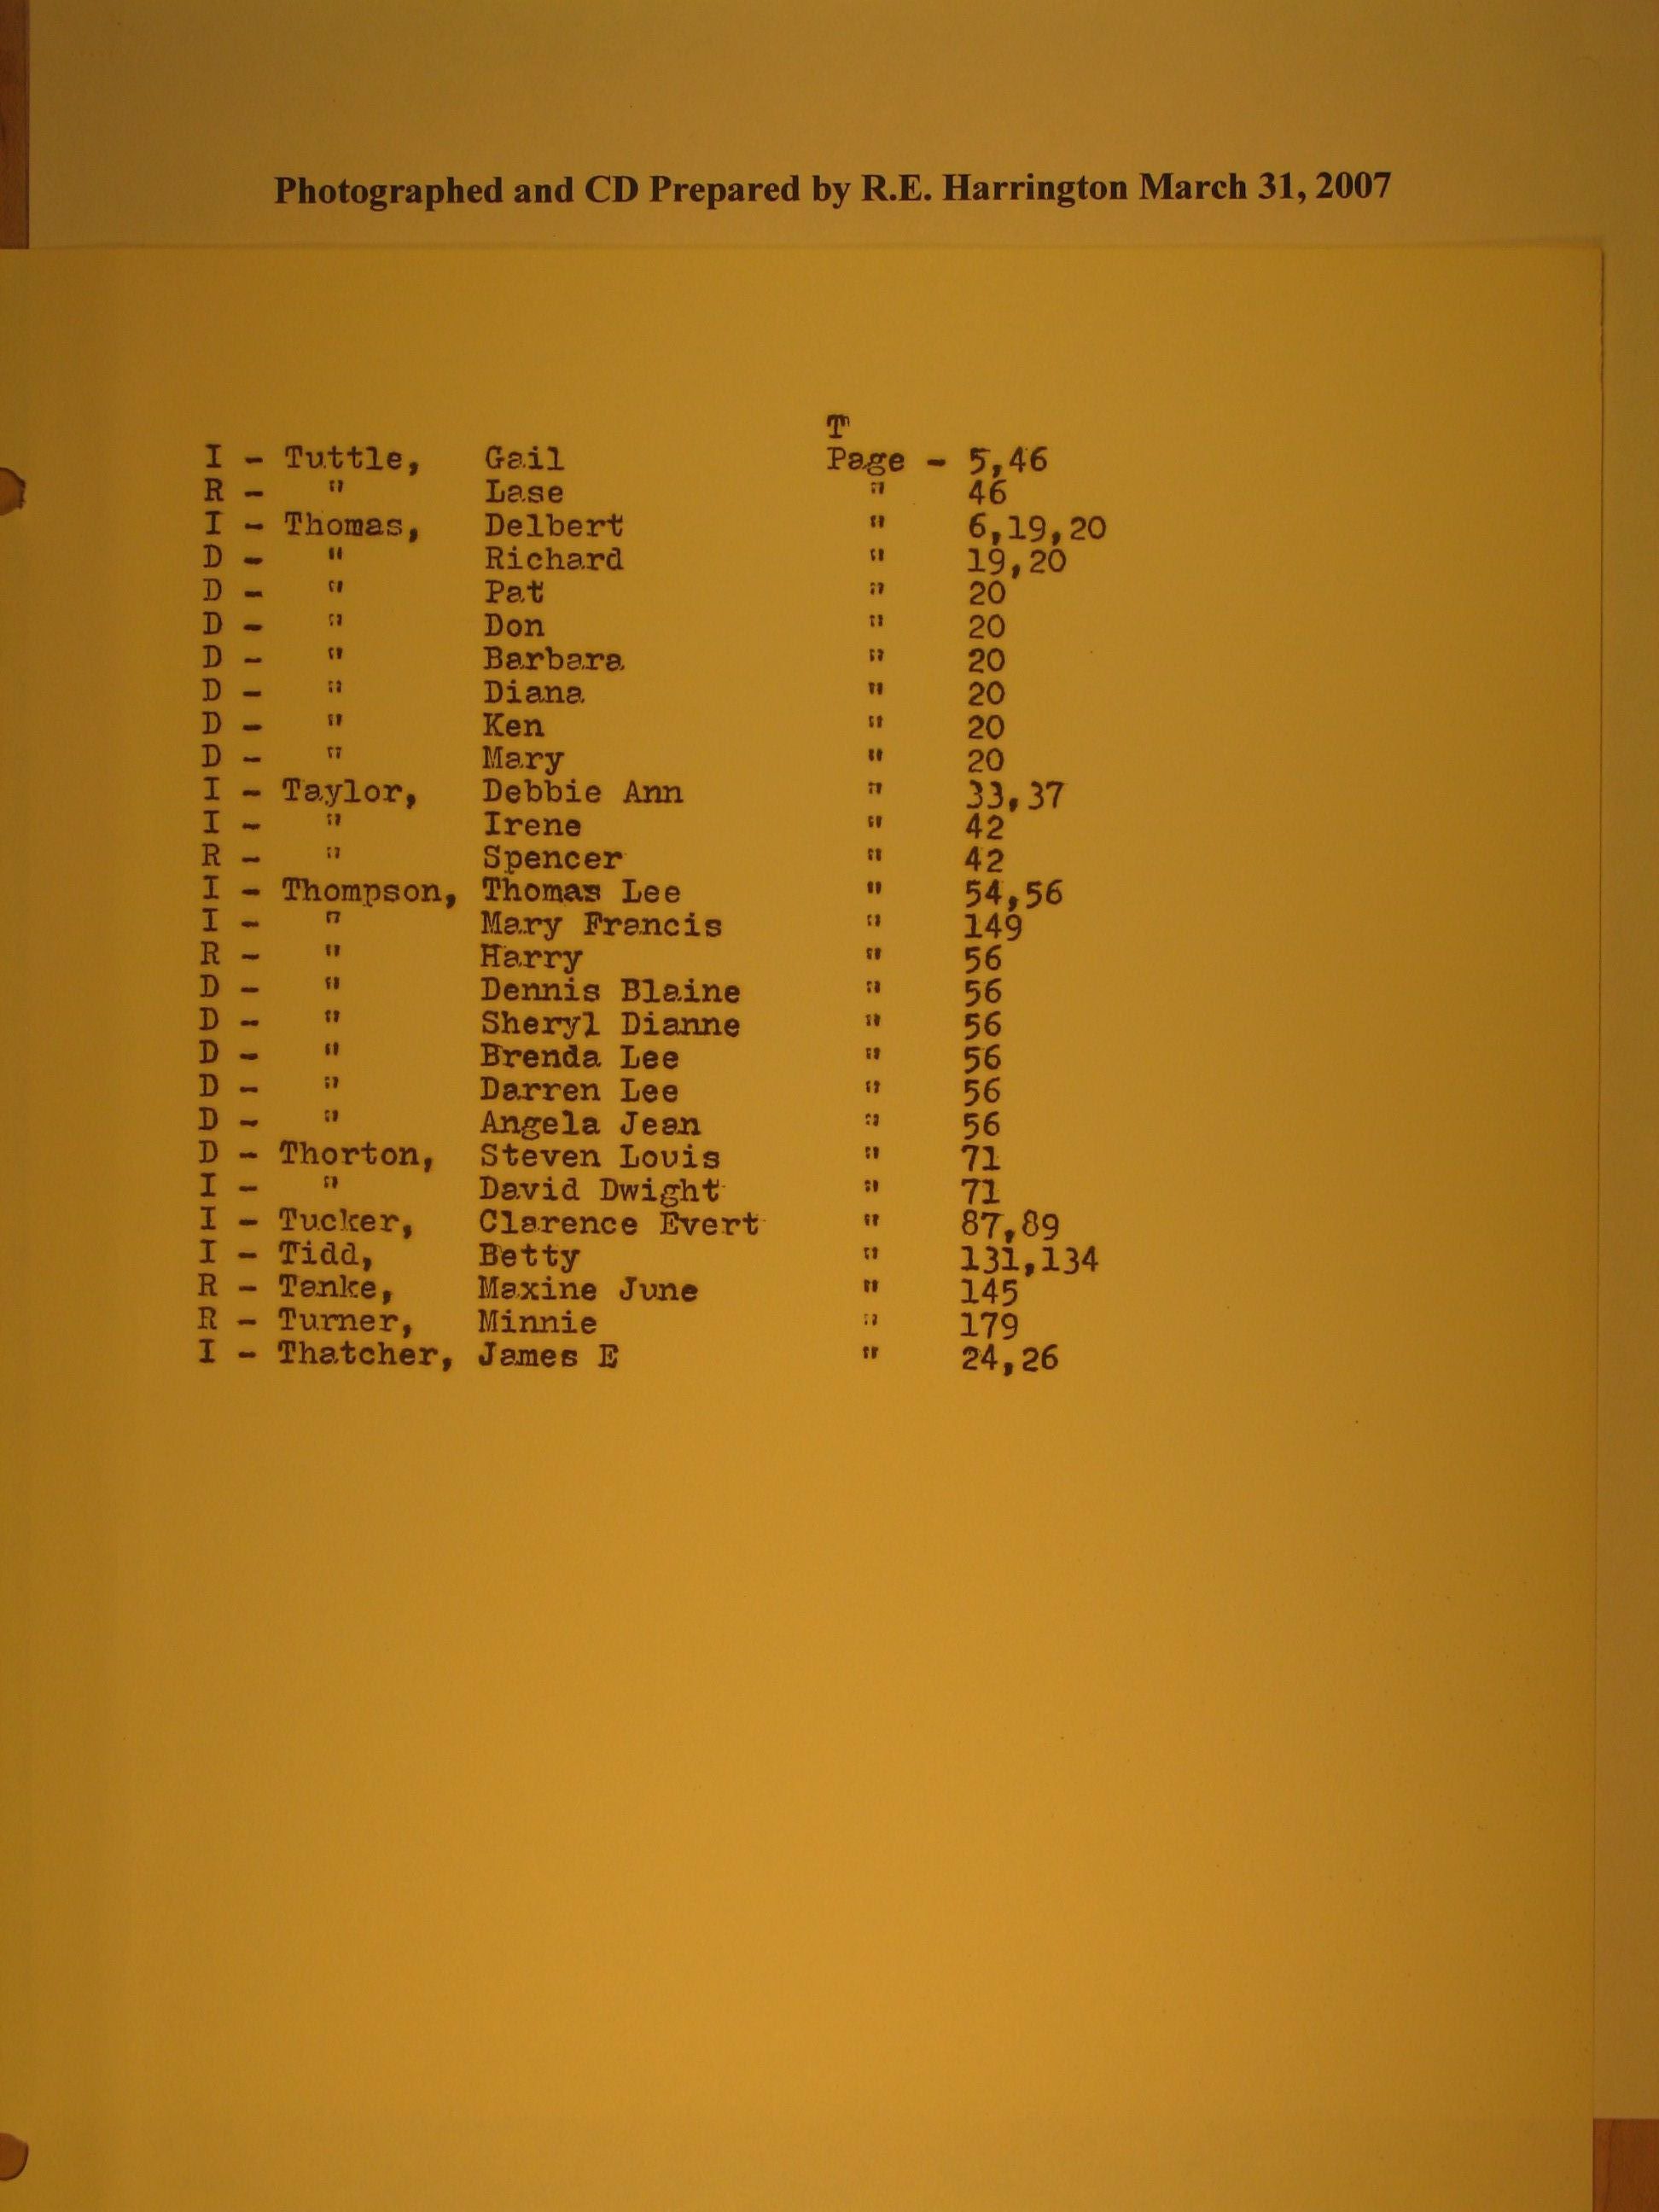 Photographed and CD Prepared by R.E. Harrington March 31, 2007
T
I - Tuttle, Gail Page - 5,46
R - " Lase " 46
I - Thomas, Delbert " 6,19,20
D - " Richard " 19,20
D - " Pat " 20
D - " Don " 20
D - " Barbara " 20
D - " Diana " 20
D - " Ken " 20
D - " Mary " 20
I - Taylor, Debbie Ann " 33,37
I - " Irene " 42
R - " Spencer " 42
I - Thompson, Thomas Lee " 54,56
I - " Mary Francis " 149
R - " Harry " 56
D - " Dennis Blaine " 56
D - " Sheryl Dianne " 56
D - " Brenda Lee " 56
D - " Darren Lee " 56
D - " Angela Jean " 56
D - Thorton, Steven Louis " 71
I - " David Dwight " 71
I - Tucker, Clarence Evert " 87,89
I - Tidd, Betty " 131,134
R - Tanke, Maxine June " 145
R - Turner, Minnie " 179
I - Thatcher, James E " 24,26